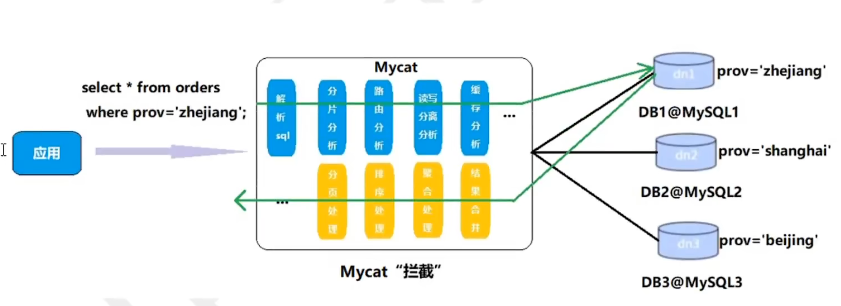 Mycat
select * from orders
where prov='zhejiang';
应用
解析sql
分片分析
路由分析
读写分离分析
缓存分析
...
...
分页处理
排序处理
聚合处理
结果合并
Mycat“拦截”
dn1
prov='zhejiang'
DB1@MySQL1
dn2
prov='shanghai'
DB2@MySQL2
dn3
prov='beijing'
DB3@MySQL3